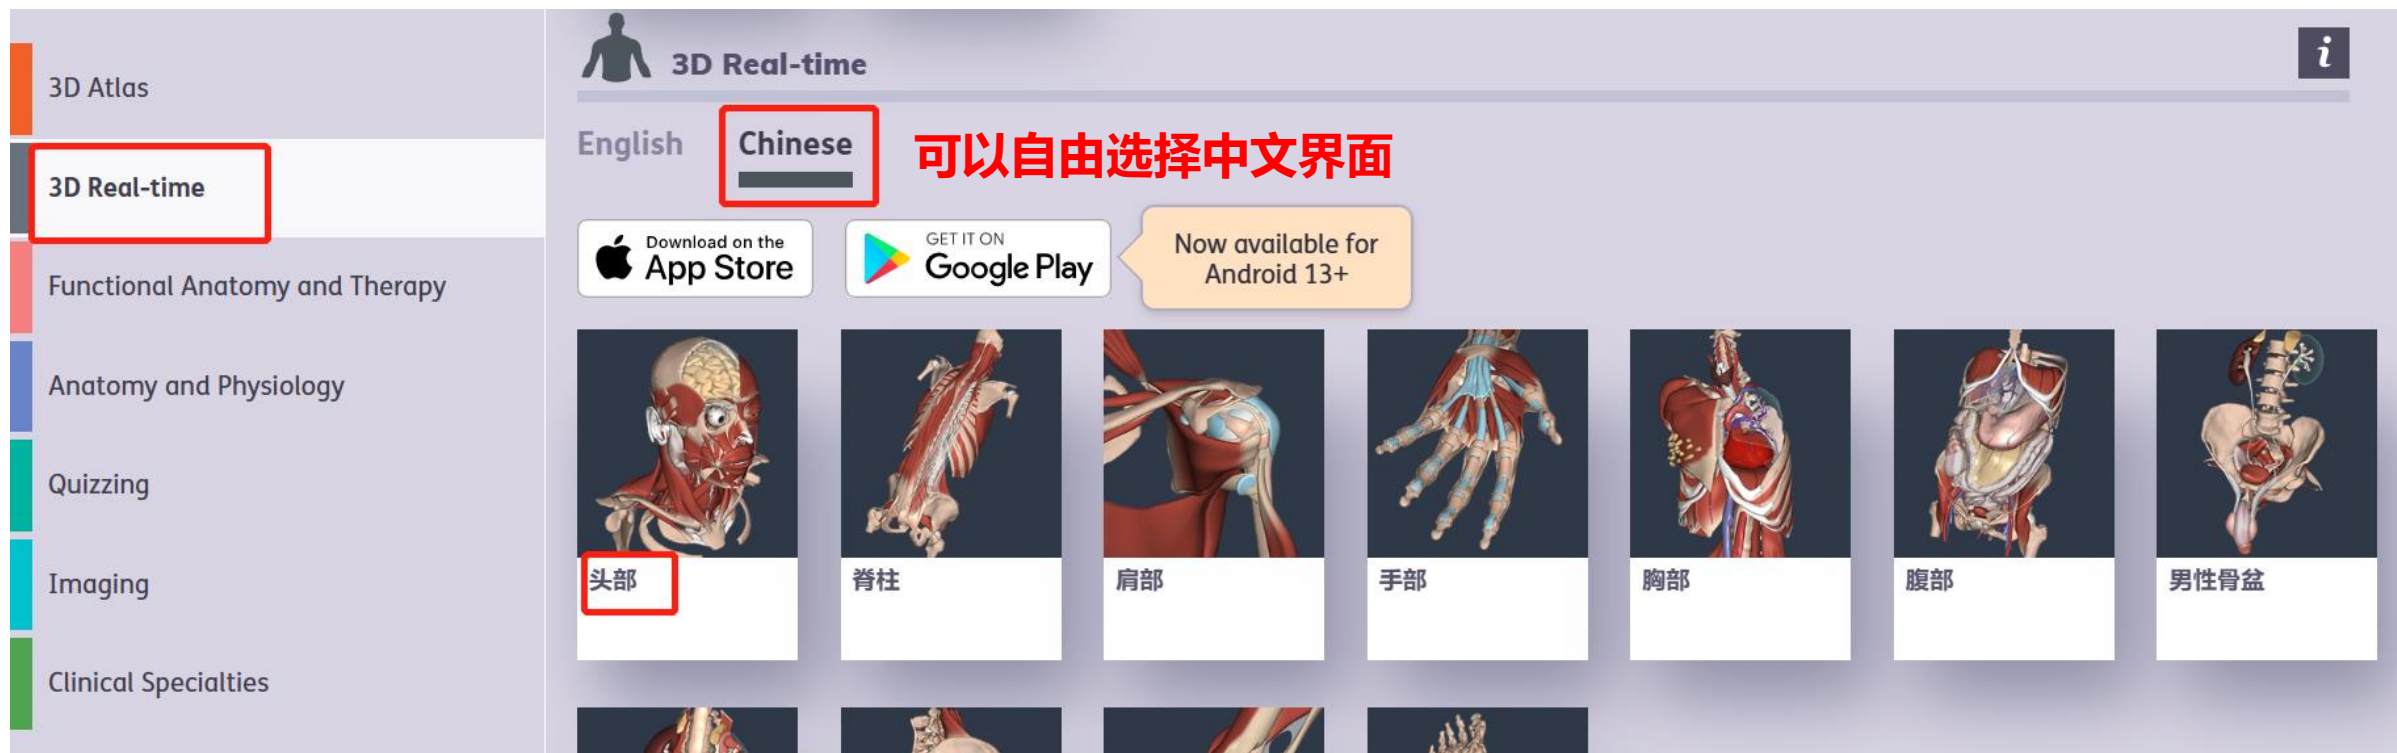 3D Atlas
3D Real-time
Functional Anatomy and Therapy
Anatomy and Physiology
Quizzing
Imaging
Clinical Specialties
3D Real-time
i
English Chinese 可以自由选择中文界面
Download on the
App Store
GET IT ON
Google Play
Now available for
Android 13+
头部 脊柱 肩部 手部 胸部 腹部 男性骨盆